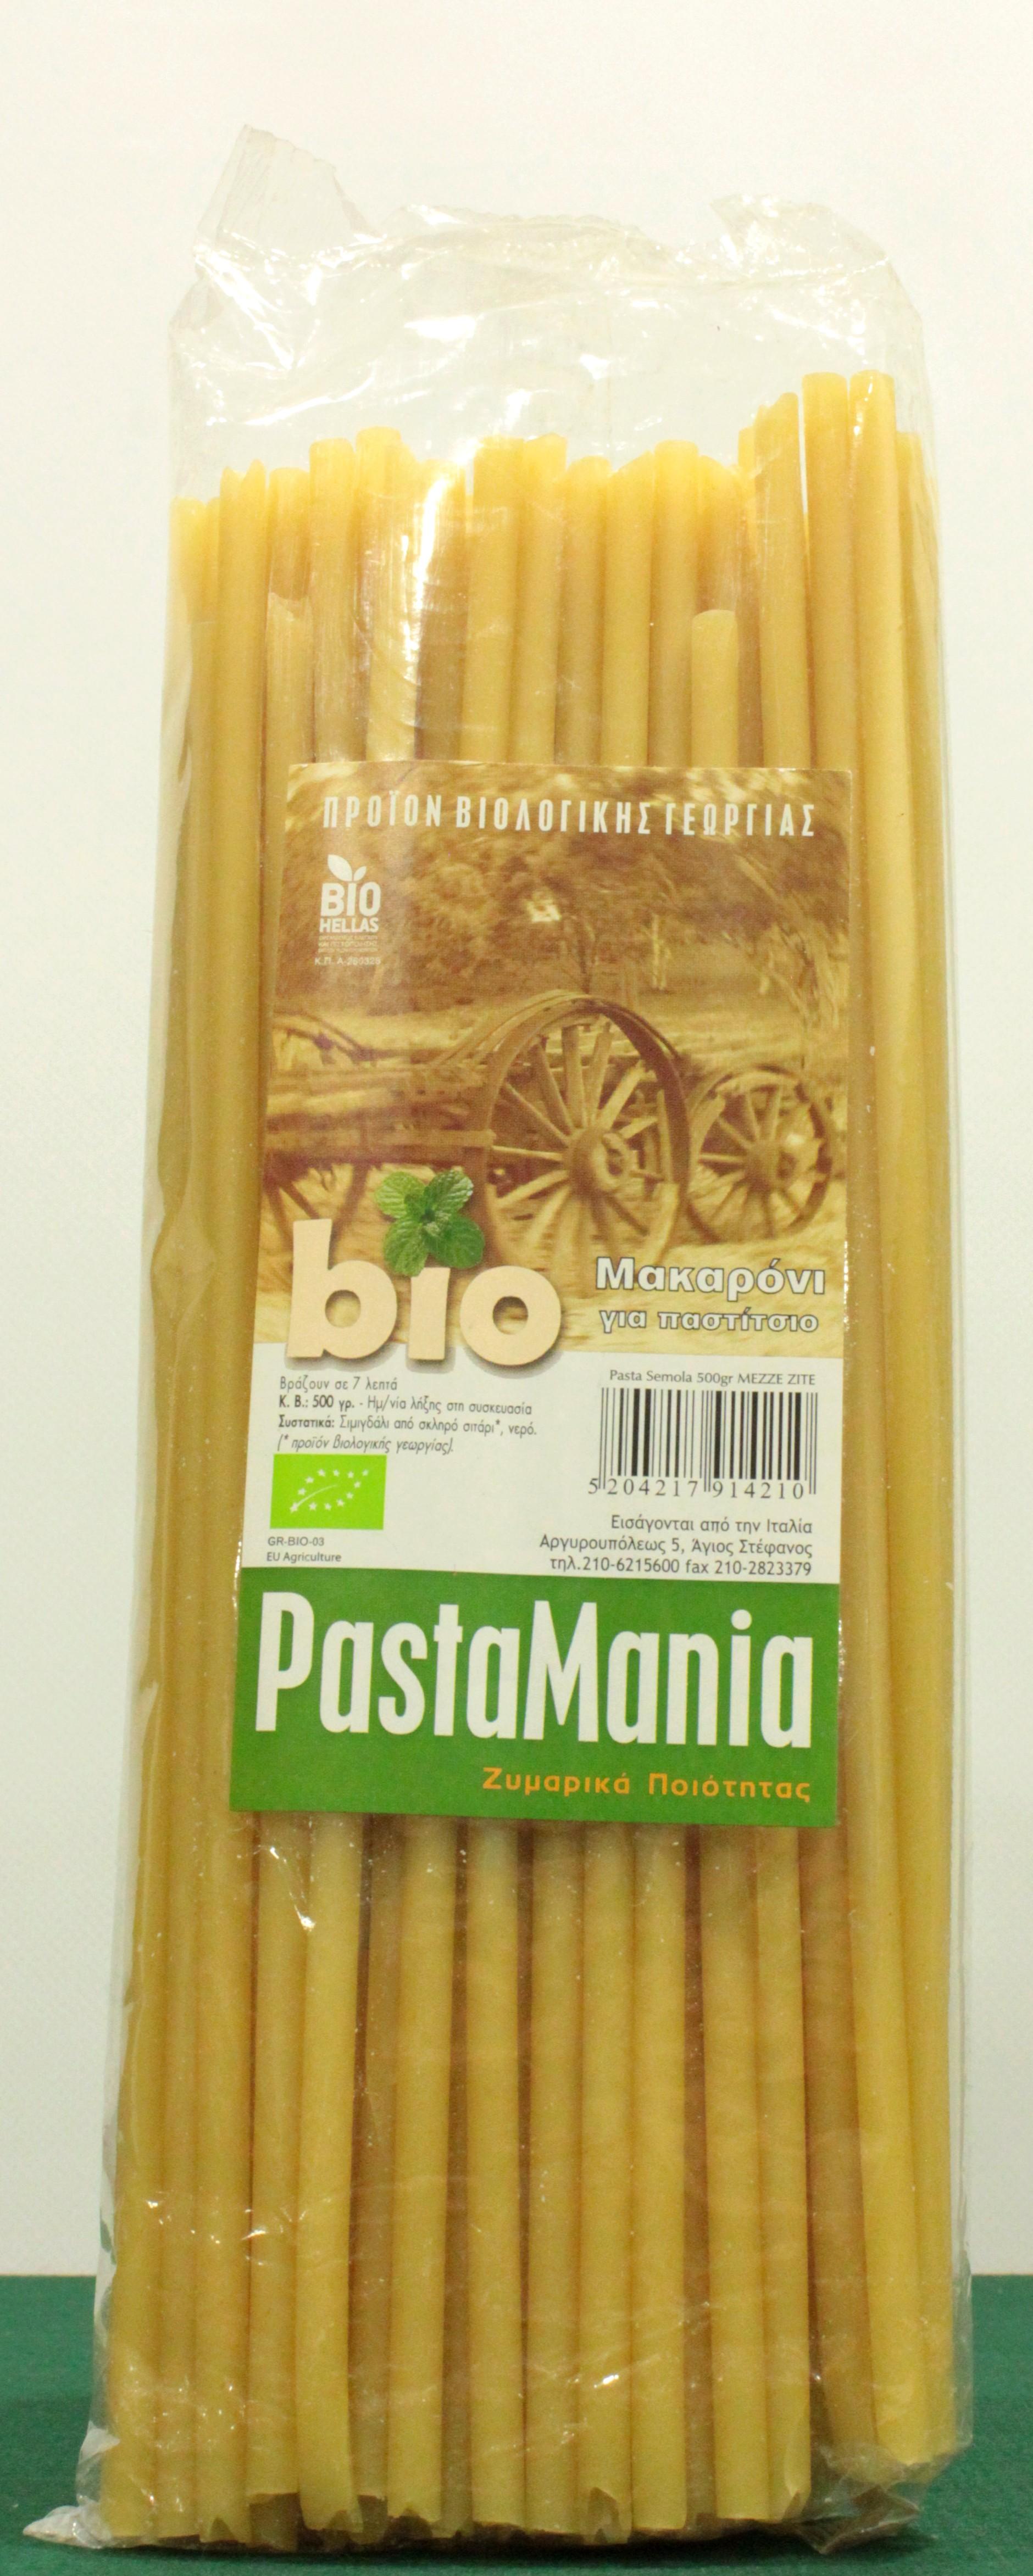 ΠΡΟΪΟΝ ΒΙΟΛΟΓΙΚΗΣ ΓΕΩΡΓΙΑΣ
BIO
HELLAS
bio
Μακαρόνι
για παστίτσιο
Βράζουν σε 7 λεπτά
Κ. Β.: 500 γρ. - Ημ/νία λήξης στη συσκευασία
Συστατικά: Σιμιγδάλι από σκληρό σιτάρι*, νερό.
(* προϊόν βιολογικής γεωργίας).
GR-BIO-03
EU Agriculture
Pasta Semola 500gr MEZZE ZITE
5 204217 914210
Εισάγονται από την Ιταλία
Αργυρουπόλεως 5, Άγιος Στέφανος
τηλ.210-6215600 fax 210-2823379
PastaMania
Ζυμαρικά Ποιότητας